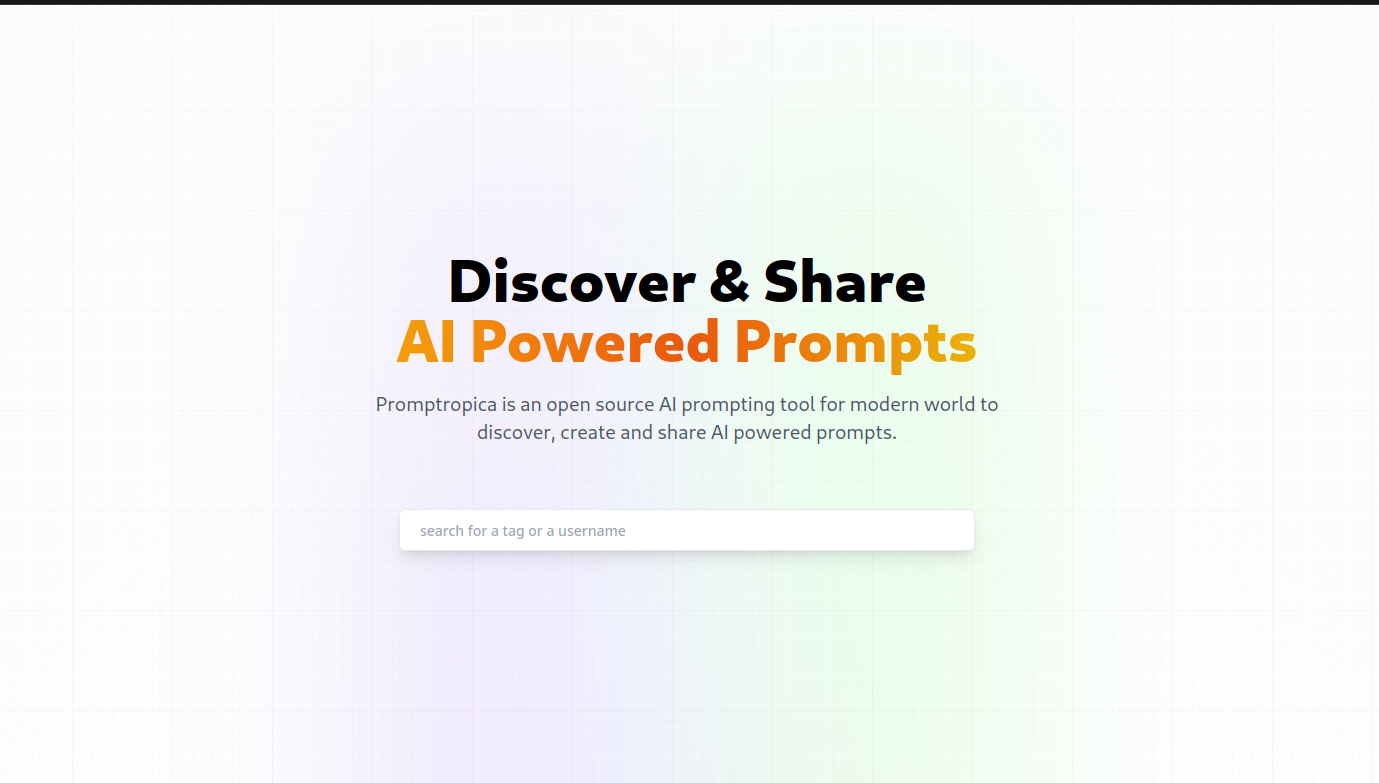 Discover & Share
AI Powered Prompts
Promptropica is an open source AI prompting tool for modern world to
discover, create and share AI powered prompts.
search for a tag or a username